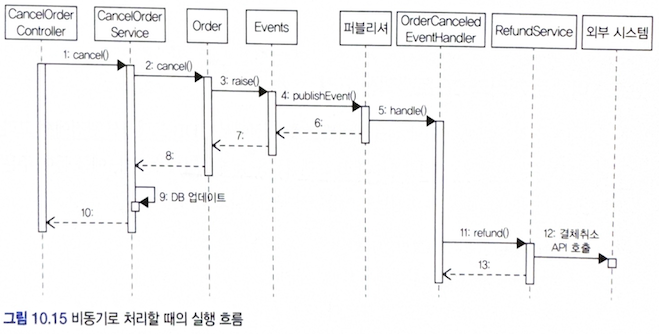 CancelOrder
Controller
CancelOrder
Service
Order
Events
퍼블리셔
OrderCanceled
EventHandler
RefundService
외부 시스템
1: cancel()
2: cancel()
3: raise()
4: publishEvent()
5: handle()
6:
7:
8:
9: DB 업데이트
10:
11: refund()
12: 결체취소
API 호출
13:
그림 10.15 비동기로 처리할 때의 실행 흐름